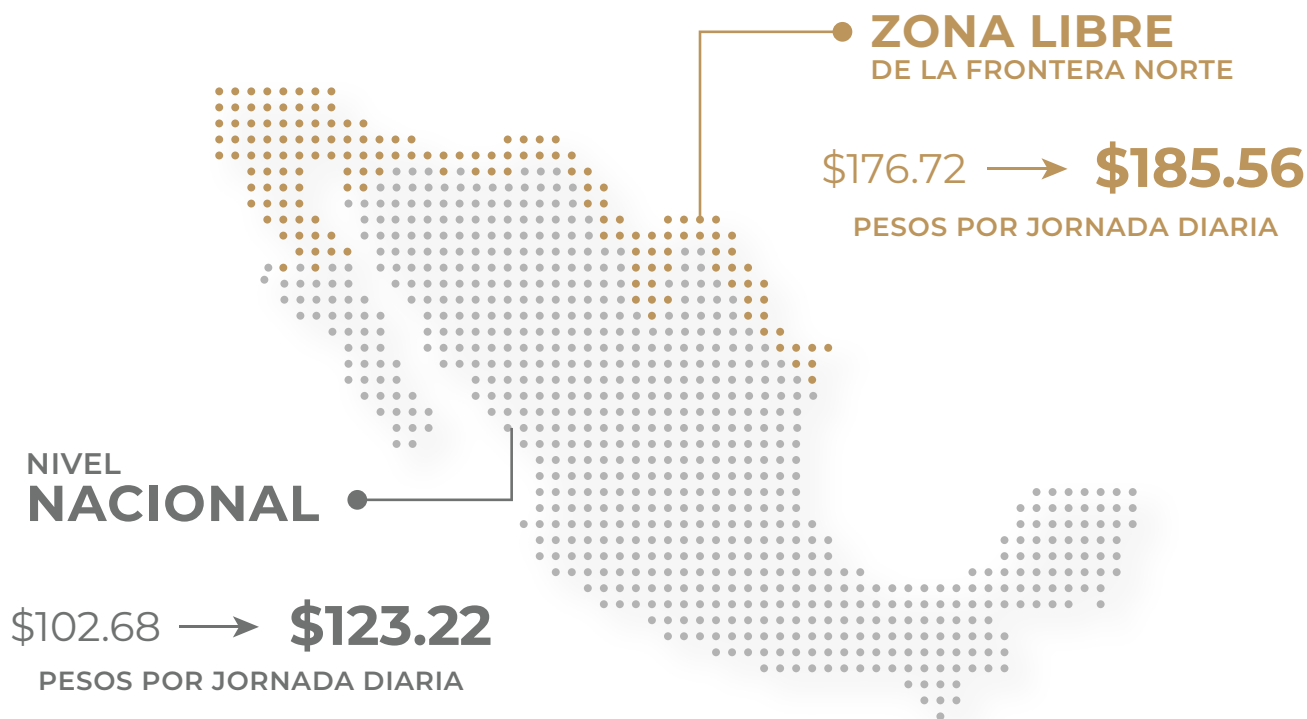 ZONA LIBRE
DE LA FRONTERA NORTE
$176.72 $185.56
PESOS POR JORNADA DIARIA
NIVEL
NACIONAL
$102.68 $123.22
PESOS POR JORNADA DIARIA